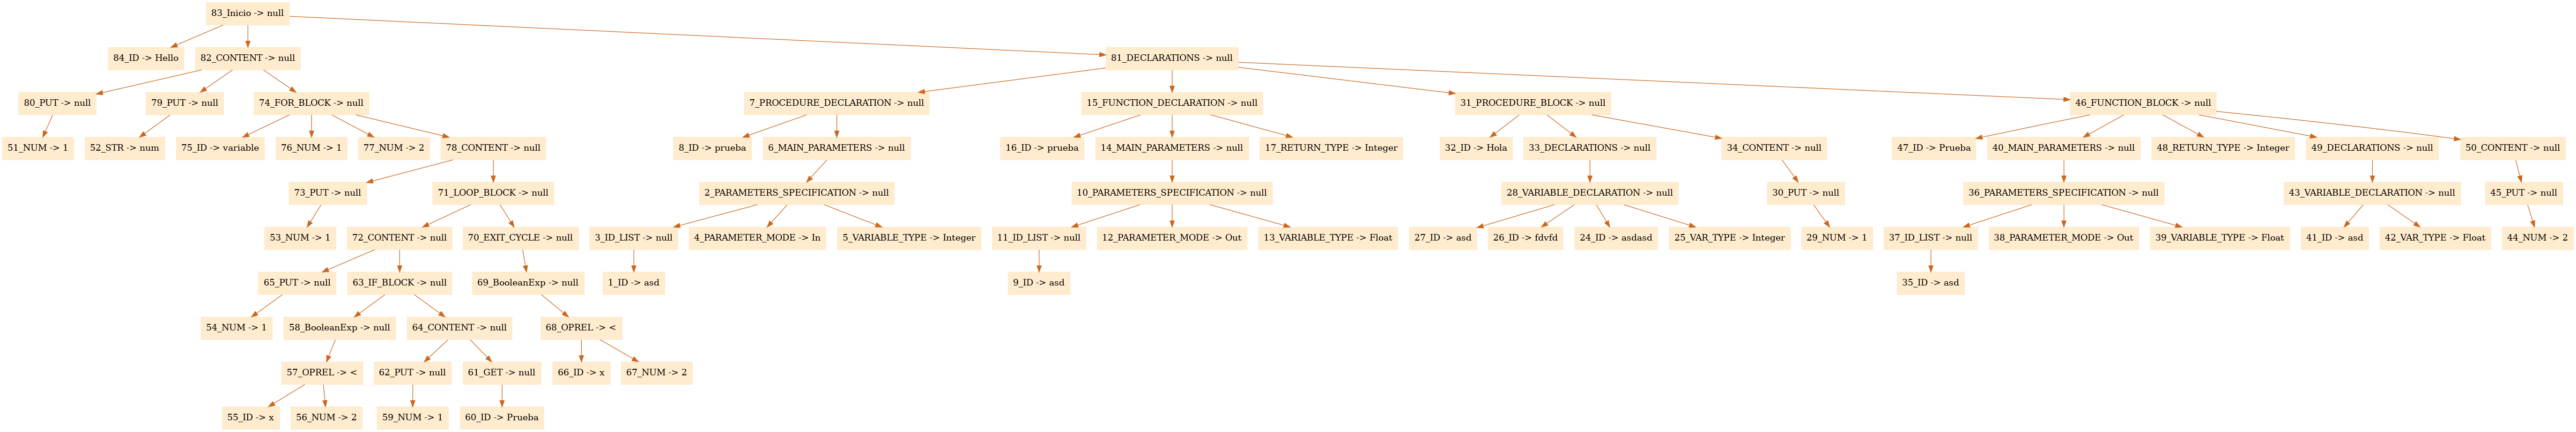 83_Inicio -> null
84_ID -> Hello
82_CONTENT -> null
81_DECLARATIONS -> null
80_PUT -> null
79_PUT -> null
74_FOR_BLOCK -> null
7_PROCEDURE_DECLARATION -> null
15_FUNCTION_DECLARATION -> null
31_PROCEDURE_BLOCK -> null
46_FUNCTION_BLOCK -> null
51_NUM -> 1
52_STR -> num
75_ID -> variable
76_NUM -> 1
77_NUM -> 2
78_CONTENT -> null
8_ID -> prueba
6_MAIN_PARAMETERS -> null
16_ID -> prueba
14_MAIN_PARAMETERS -> null
17_RETURN_TYPE -> Integer
32_ID -> Hola
33_DECLARATIONS -> null
34_CONTENT -> null
47_ID -> Prueba
40_MAIN_PARAMETERS -> null
48_RETURN_TYPE -> Integer
49_DECLARATIONS -> null
50_CONTENT -> null
73_PUT -> null
71_LOOP_BLOCK -> null
2_PARAMETERS_SPECIFICATION -> null
10_PARAMETERS_SPECIFICATION -> null
28_VARIABLE_DECLARATION -> null
30_PUT -> null
36_PARAMETERS_SPECIFICATION -> null
43_VARIABLE_DECLARATION -> null
45_PUT -> null
53_NUM -> 1
72_CONTENT -> null
70_EXIT_CYCLE -> null
3_ID_LIST -> null
4_PARAMETER_MODE -> In
5_VARIABLE_TYPE -> Integer
11_ID_LIST -> null
12_PARAMETER_MODE -> Out
13_VARIABLE_TYPE -> Float
27_ID -> asd
26_ID -> fdvfd
24_ID -> asdasd
25_VAR_TYPE -> Integer
29_NUM -> 1
37_ID_LIST -> null
38_PARAMETER_MODE -> Out
39_VARIABLE_TYPE -> Float
41_ID -> asd
42_VAR_TYPE -> Float
44_NUM -> 2
65_PUT -> null
63_IF_BLOCK -> null
69_BooleanExp -> null
1_ID -> asd
9_ID -> asd
35_ID -> asd
54_NUM -> 1
58_BooleanExp -> null
64_CONTENT -> null
68_OPREL -> <
57_OPREL -> <
62_PUT -> null
61_GET -> null
66_ID -> x
67_NUM -> 2
55_ID -> x
56_NUM -> 2
59_NUM -> 1
60_ID -> Prueba